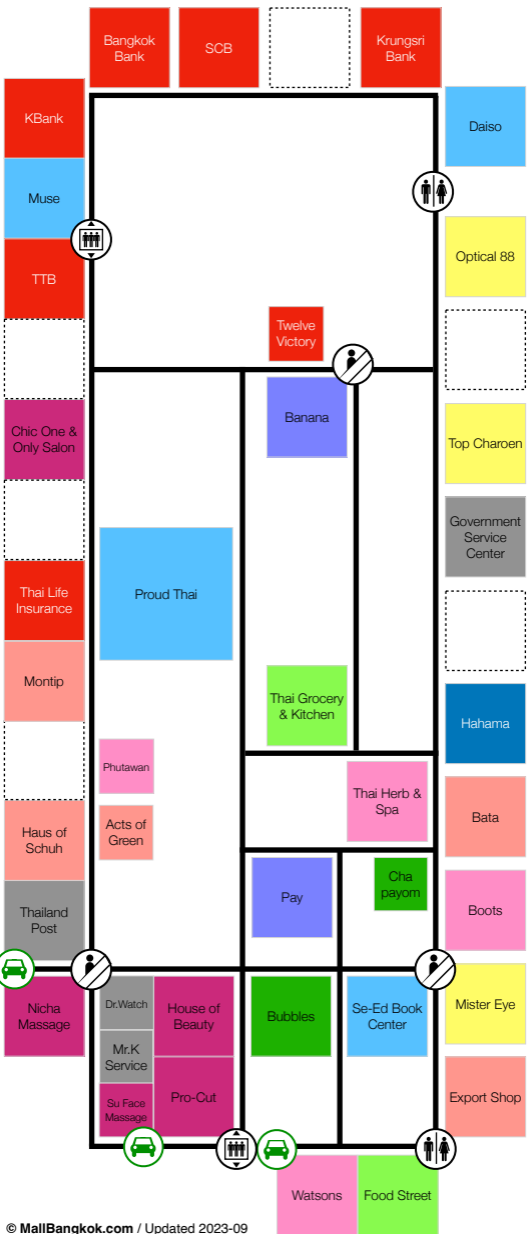 Bangkok
Bank
SCB
Krungsri
Bank
KBank
Daiso
Muse
Optical 88
TTB
Twelve
Victory
Banana
Chic One &
Only Salon
Top Charoen
Government
Service
Center
Proud Thai
Thai Life
Insurance
Montip
Thai Grocery
& Kitchen
Hahama
Phutawan
Thai Herb &
Spa
Acts of
Green
Haus of
Schuh
Bata
Thailand
Post
Pay
Cha
payom
Boots
Nicha
Massage
Dr.Watch
House of
Beauty
Bubbles
Se-Ed Book
Center
Mister Eye
Mr.K
Service
Su Face
Massage
Pro-Cut
Export Shop
Watsons
Food Street
© MallBangkok.com / Updated 2023-09